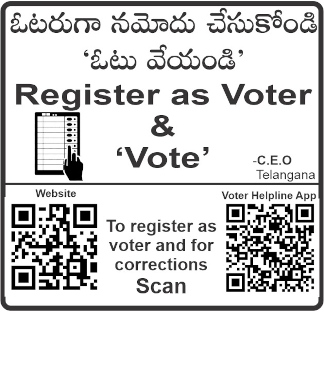 ఓటరుగా నమోదు చేసుకోండి
‘ఓటు వేయండి’
Register as Voter
&
‘Vote’
-C.E.O
Telangana
Website
Voter Helpline App
To register as
voter and for
corrections
Scan